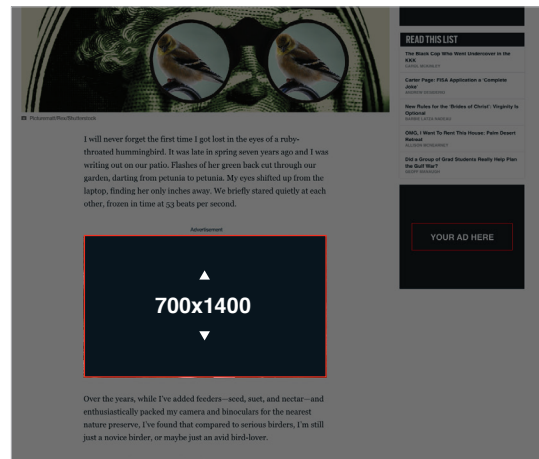 Photoillustration/Rex/Shutterstock
I will never forget the first time I got lost in the eyes of a ruby-
throated hummingbird. It was late in spring seven years ago and I was
writing out on our patio. Flashes of her green back cut through our
garden, darting from petunia to petunia. My eyes shifted up from the
laptop, finding her only inches away. We briefly stared quietly at each
other, frozen in time at 53 beats per second.
Advertisement
700x1400
Over the years, while I've added feeders—seed, suet, and nectar—and
enthusiastically packed my camera and binoculars for the nearest
nature preserve, I've found that compared to serious birders, I'm still
just a novice birder, or maybe just an avid bird-lover.
READ THIS LIST
The Black Cop Who Went Undercover in the
KKK
Carter Page: FISA Application a 'Complete
Joke'
New Rules for the 'Brides of Christ': Virginity Is
Optional
OMG, I Want To Rent This House: Palm Desert
Retreat
Did a Group of Grad Students Really Help Plan
the Gulf War?
YOUR AD HERE